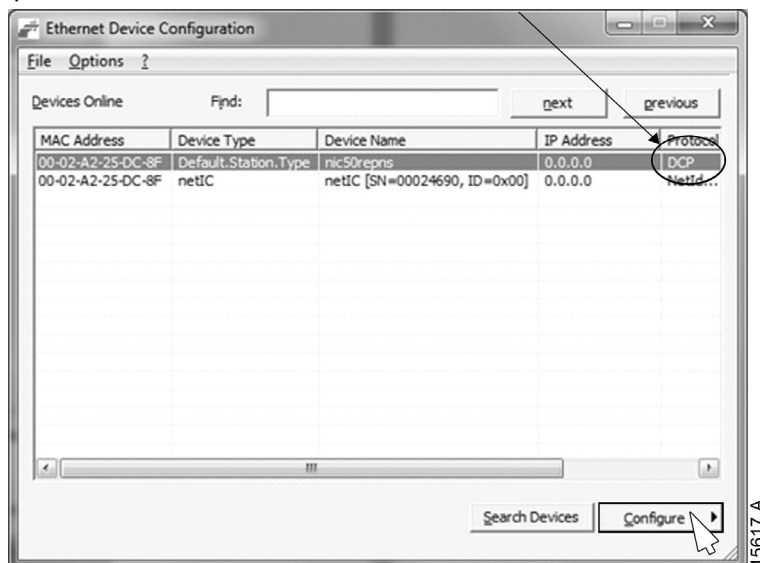 Ethernet Device Configuration
File Options ?
Devices Online Find: next previous
MAC Address Device Type Device Name IP Address Protocol
00-02-A2-25-DC-8F Default.Station.Type nic50repns 0.0.0.0 DCP
00-02-A2-25-DC-8F netIC netIC [SN=00024690, ID=0x00] 0.0.0.0 NetId...
Search Devices Configure
15617 A